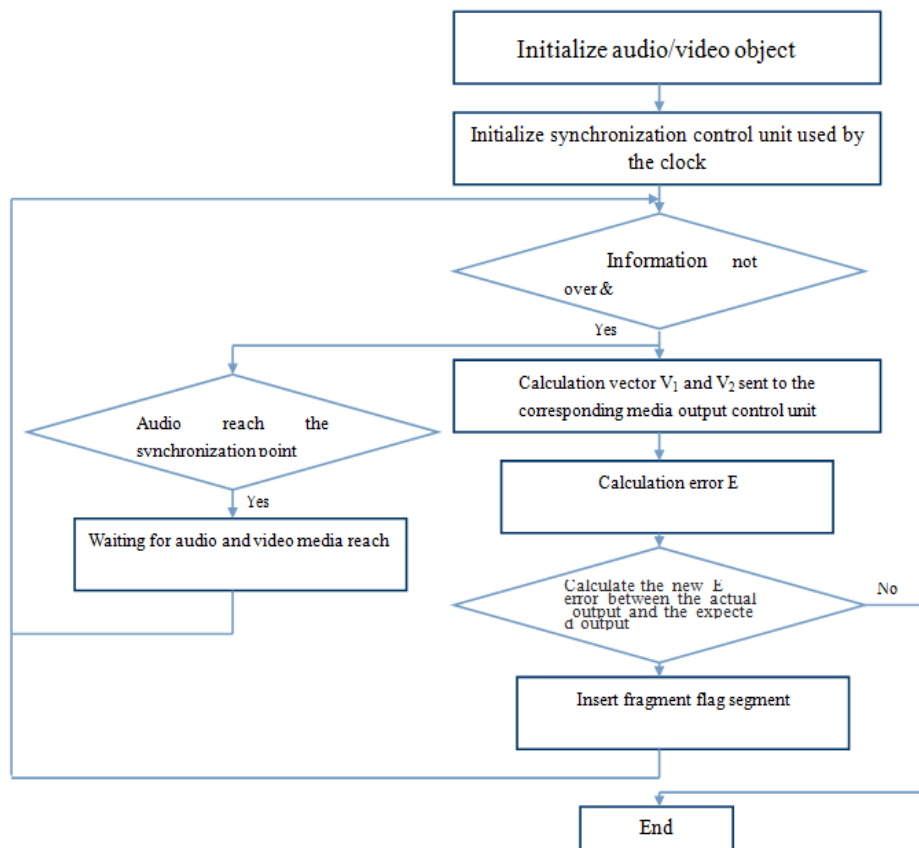 Initialize audio/video object
Initialize synchronization control unit used by
the clock
Information not
over &
Yes
Calculation vector V₁ and V₂ sent to the
corresponding media output control unit
Audio reach the
synchronization point
Calculation error E
Yes
Waiting for audio and video media reach
Calculate the new E
error between the actual
output and the expecte
d output
No
Insert fragment flag segment
End